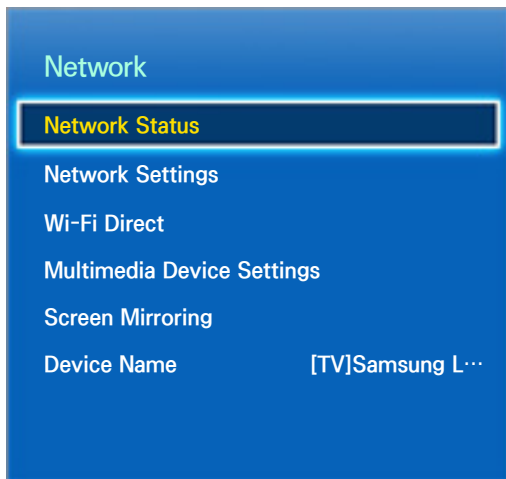 Network
Network Status
Network Settings
Wi-Fi Direct
Multimedia Device Settings
Screen Mirroring
Device Name [TV]Samsung L···